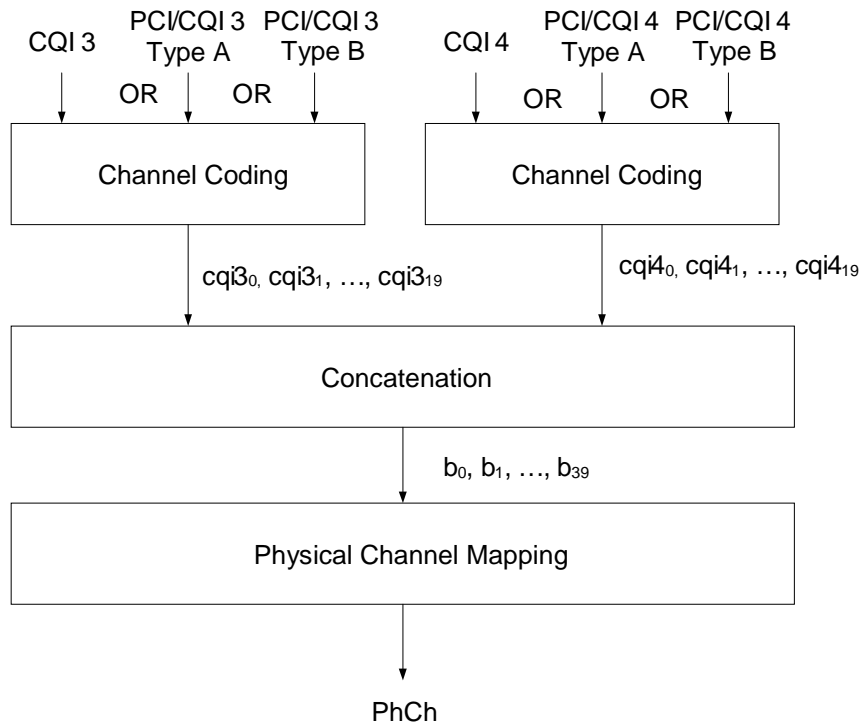 CQI 3
PCI/CQI 3
Type A
PCI/CQI 3
Type B
CQI 4
PCI/CQI 4
Type A
PCI/CQI 4
Type B
OR
OR
OR
OR
Channel Coding
Channel Coding
cqi3₀, cqi3₁, …, cqi3₁₉
cqi4₀, cqi4₁, …, cqi4₁₉
Concatenation
b₀, b₁, …, b₃₉
Physical Channel Mapping
PhCh